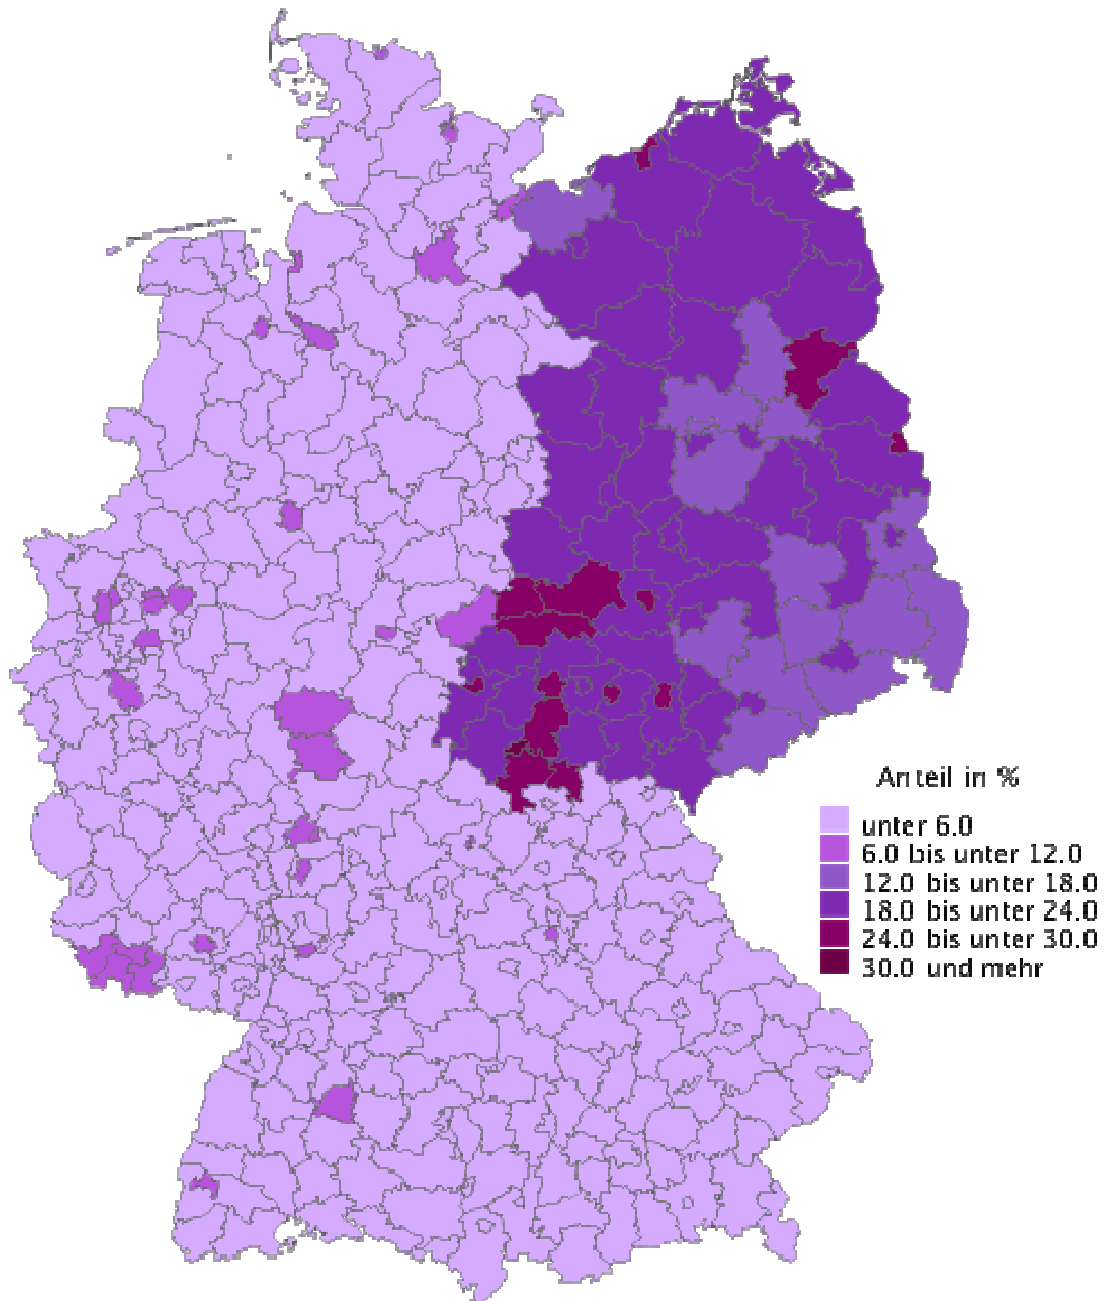 Anteil in %
unter 6.0
6.0 bis unter 12.0
12.0 bis unter 18.0
18.0 bis unter 24.0
24.0 bis unter 30.0
30.0 und mehr